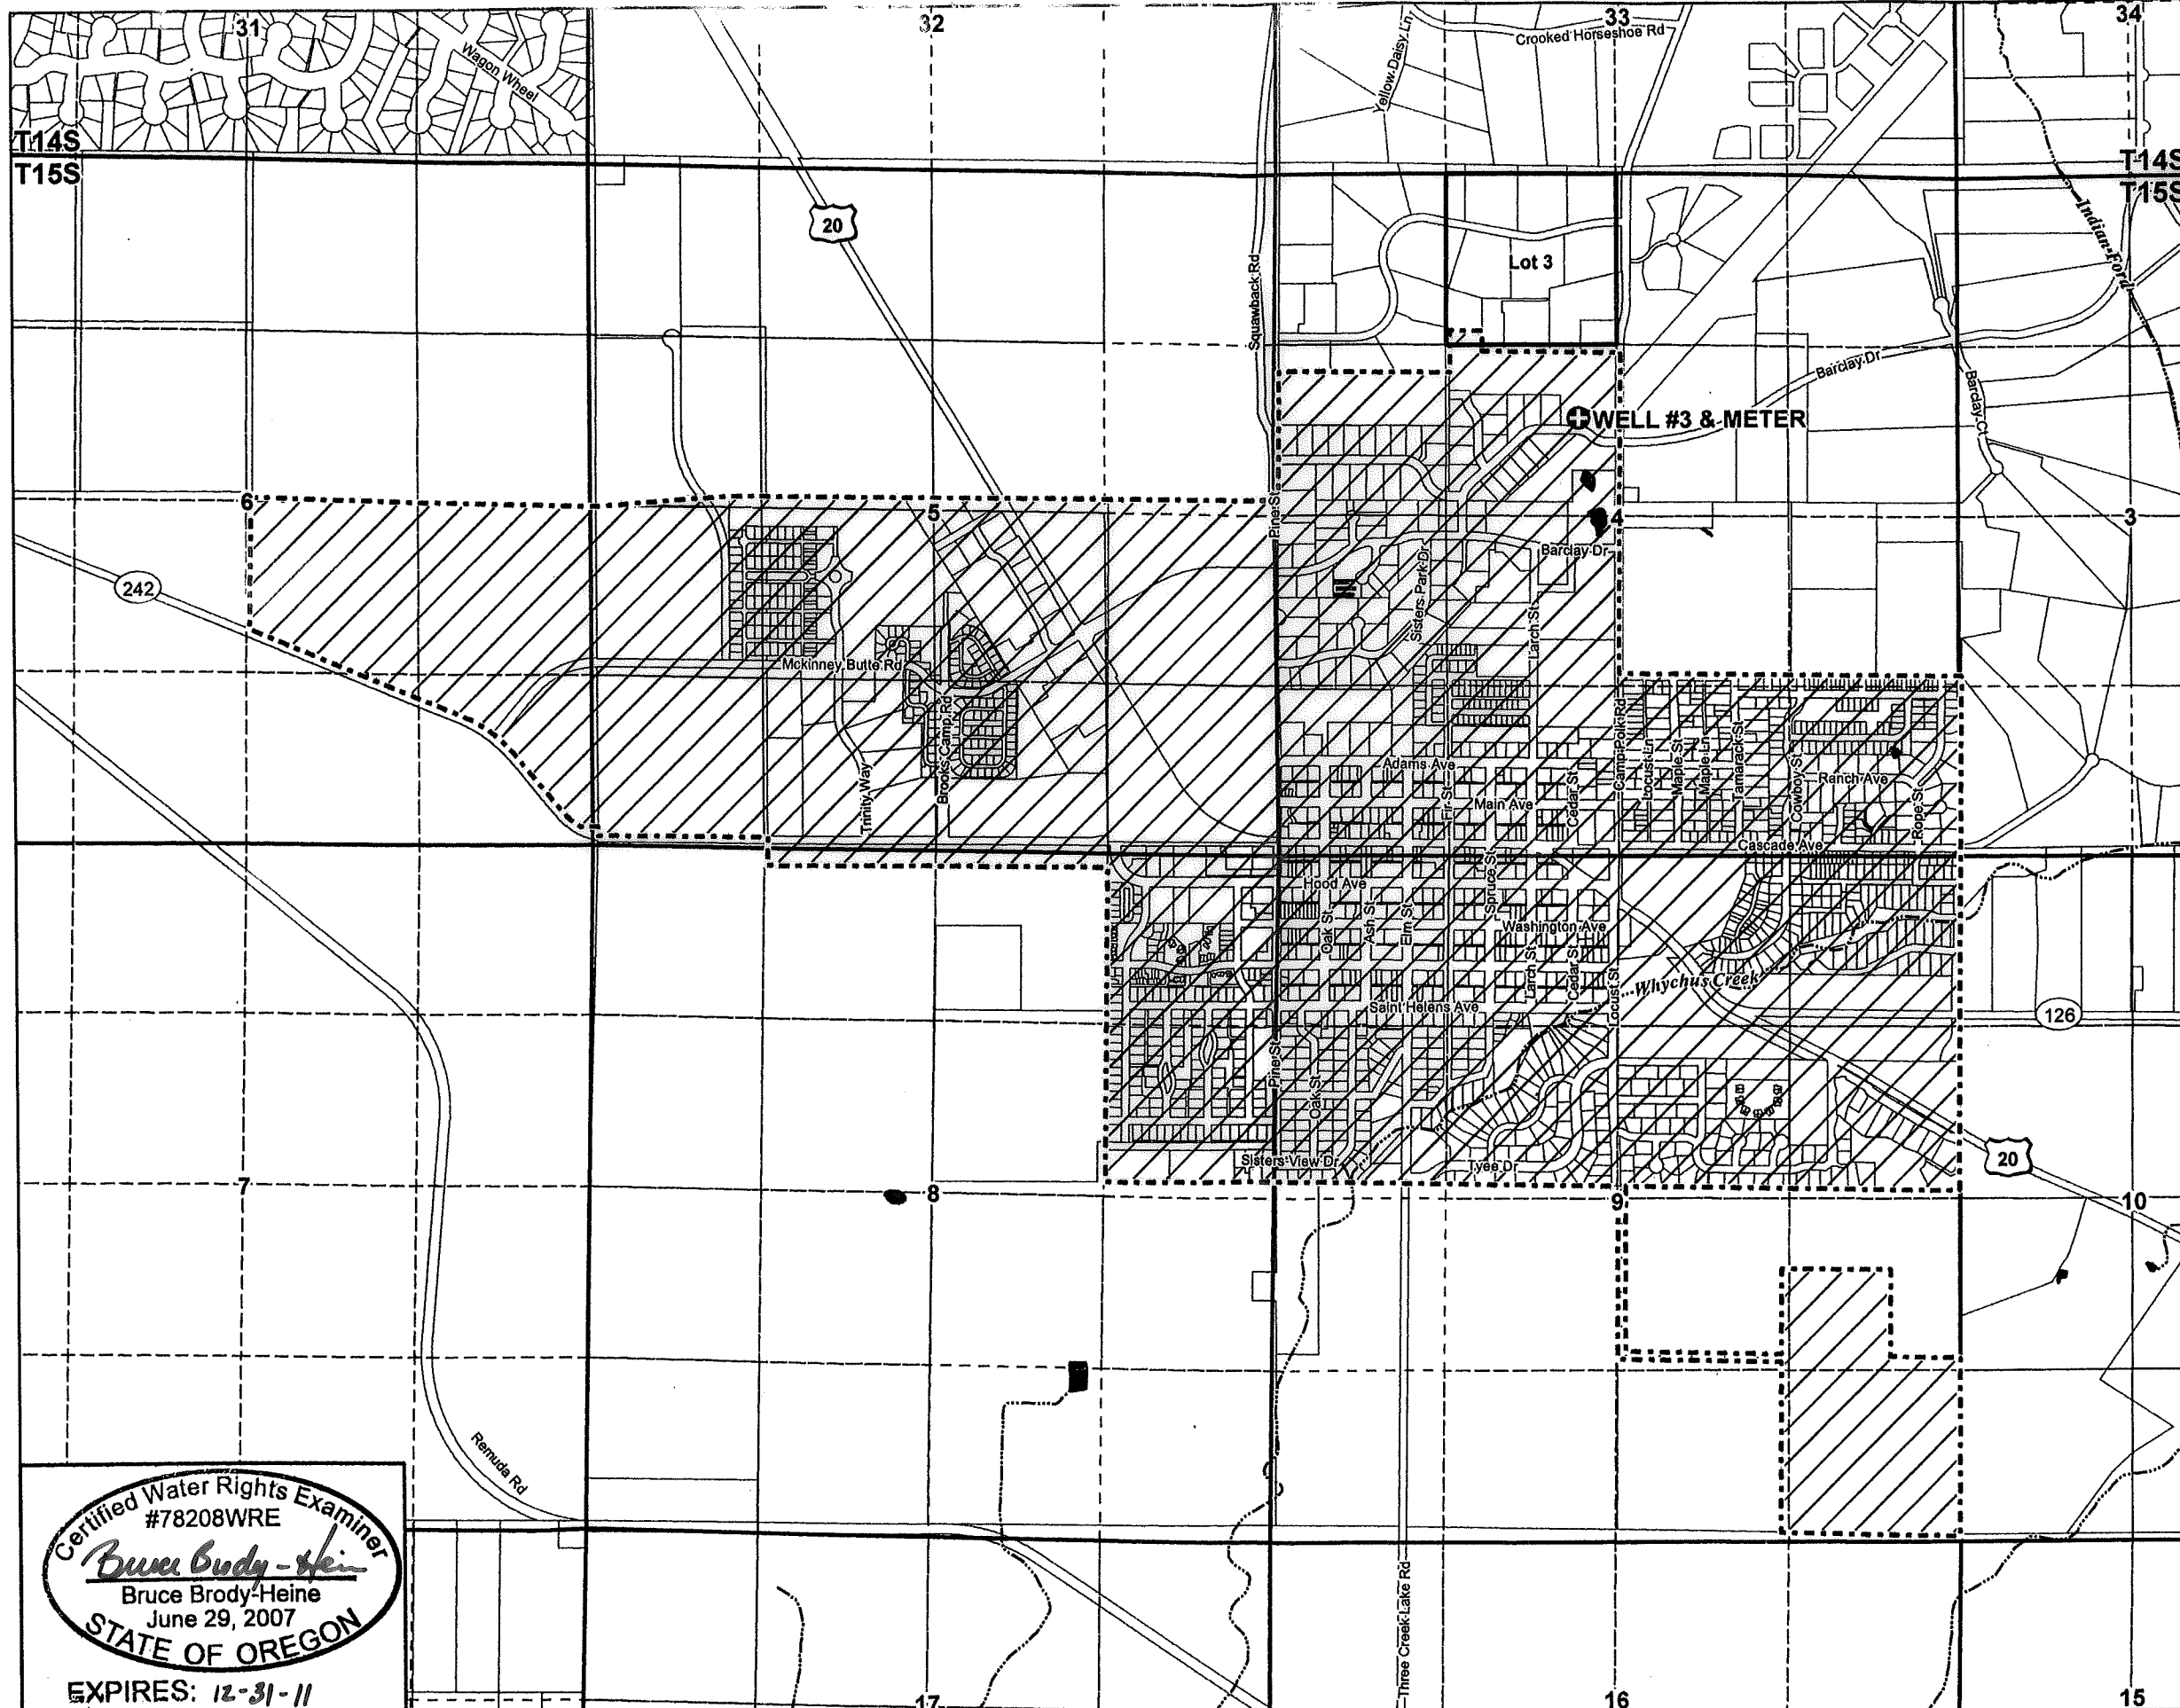 31
32
33
34
Wagon Wheel
Yellow Daisy Ln
Crooked Horseshoe Rd
T14S
T15S
T14S
T15S
20
Squawback Rd
Lot 3
Indian Ford
Barclay Dr
Barclay Ct
WELL #3 & METER
6
5
Pine St
4
3
242
Barclay Dr
Sisters Park Dr
Larch St
Mckinney Butte Rd
Brooks Camp Rd
Trinity Way
Camp Polk Rd
Locust Ln
Maple St
Maple Ln
Tamarack St
Cowboy St
Ranch Ave
Rope St
Adams Ave
Main Ave
Fir St
Cedar St
Cascade Ave
Hood Ave
Spruce St
Oak St
Ash St
Elm St
Washington Ave
Larch St
Cedar St
Locust St
Whychus Creek
Saint Helens Ave
126
Pine St
Oak St
Sisters View Dr
Tyee Dr
20
7
8
9
10
Remuda Rd
Three Creek Lake Rd
Certified Water Rights Examiner
#78208WRE
Bruce Brody-Hein
Bruce Brody-Heine
June 29, 2007
STATE OF OREGON
EXPIRES: 12-31-11
17
16
15